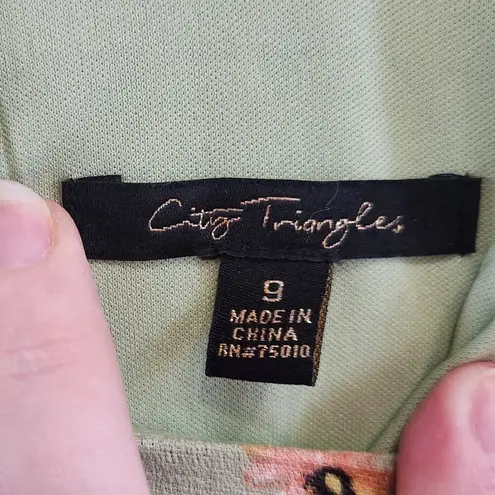 City Triangles
9
MADE IN
CHINA
RN#75010